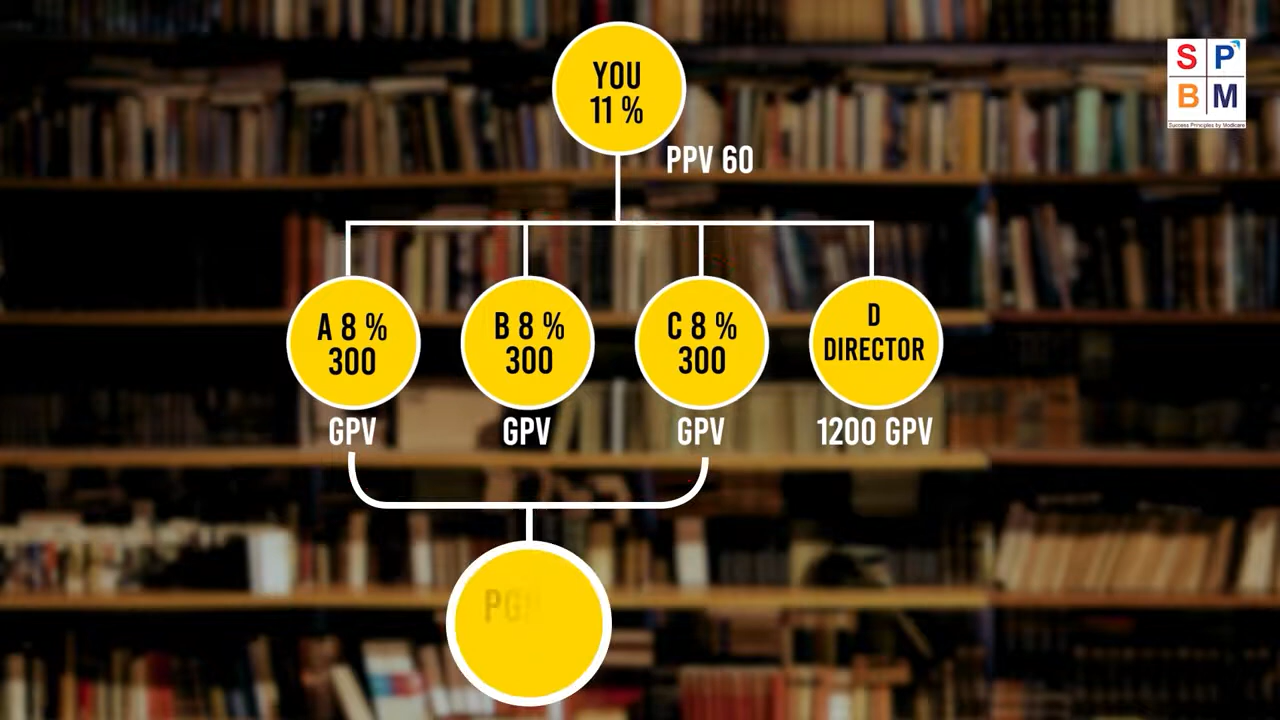 YOU
11 %
PPV 60
A 8 %
300
GPV
B 8 %
300
GPV
C 8 %
300
GPV
D
DIRECTOR
1200 GPV
PG
S P
B M
Success Principles by Modicare